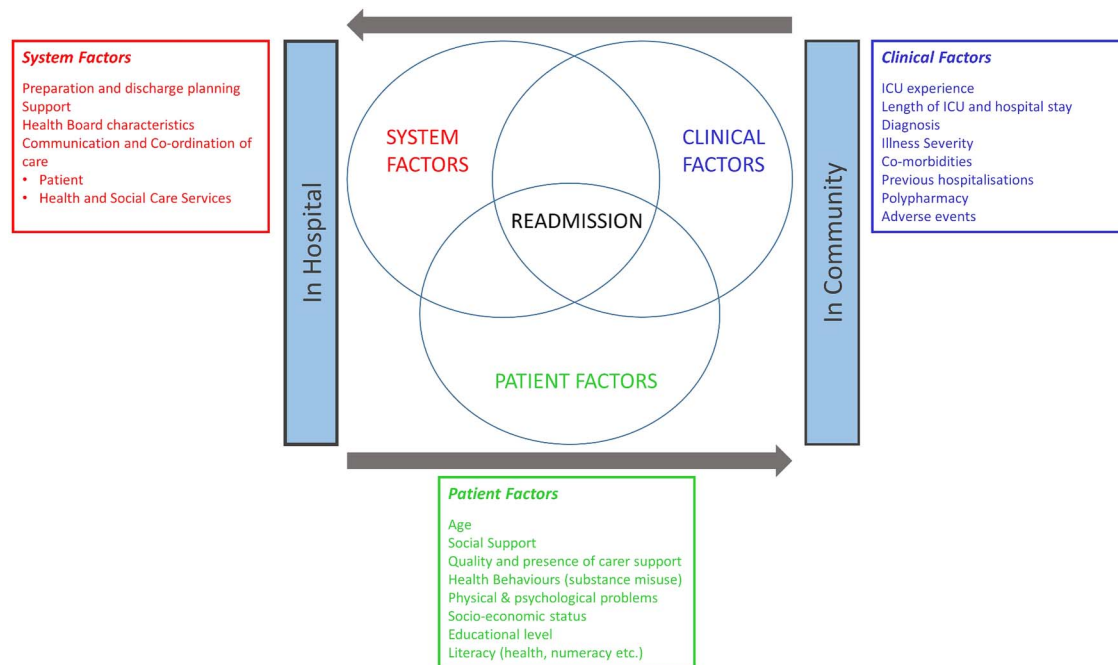 System Factors
Preparation and discharge planning
Support
Health Board characteristics
Communication and Co-ordination of
care
• Patient
• Health and Social Care Services
In Hospital
SYSTEM
FACTORS
CLINICAL
FACTORS
READMISSION
PATIENT FACTORS
In Community
Clinical Factors
ICU experience
Length of ICU and hospital stay
Diagnosis
Illness Severity
Co-morbidities
Previous hospitalisations
Polypharmacy
Adverse events
Patient Factors
Age
Social Support
Quality and presence of carer support
Health Behaviours (substance misuse)
Physical & psychological problems
Socio-economic status
Educational level
Literacy (health, numeracy etc.)